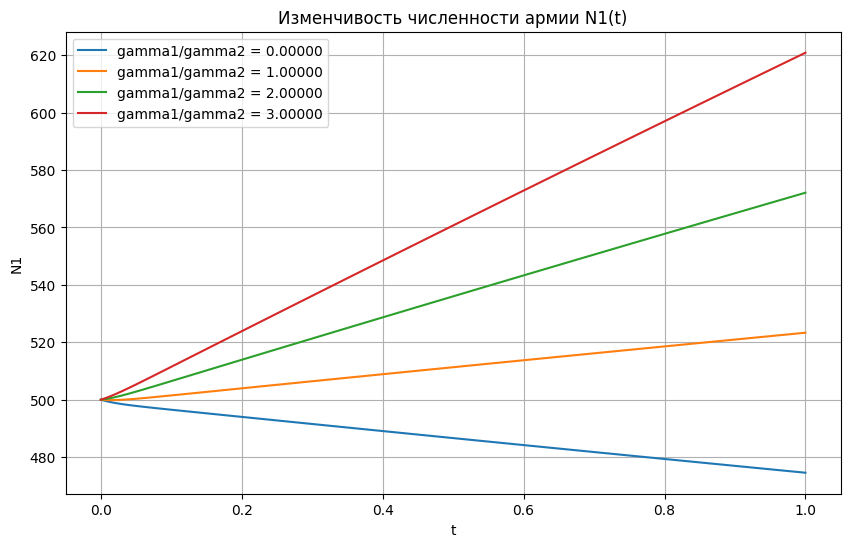 Изменчивость численности армии N1(t)
gamma1/gamma2 = 0.00000
gamma1/gamma2 = 1.00000
gamma1/gamma2 = 2.00000
gamma1/gamma2 = 3.00000
620
600
580
560
540
520
500
480
N1
0.0 0.2 0.4 0.6 0.8 1.0
t